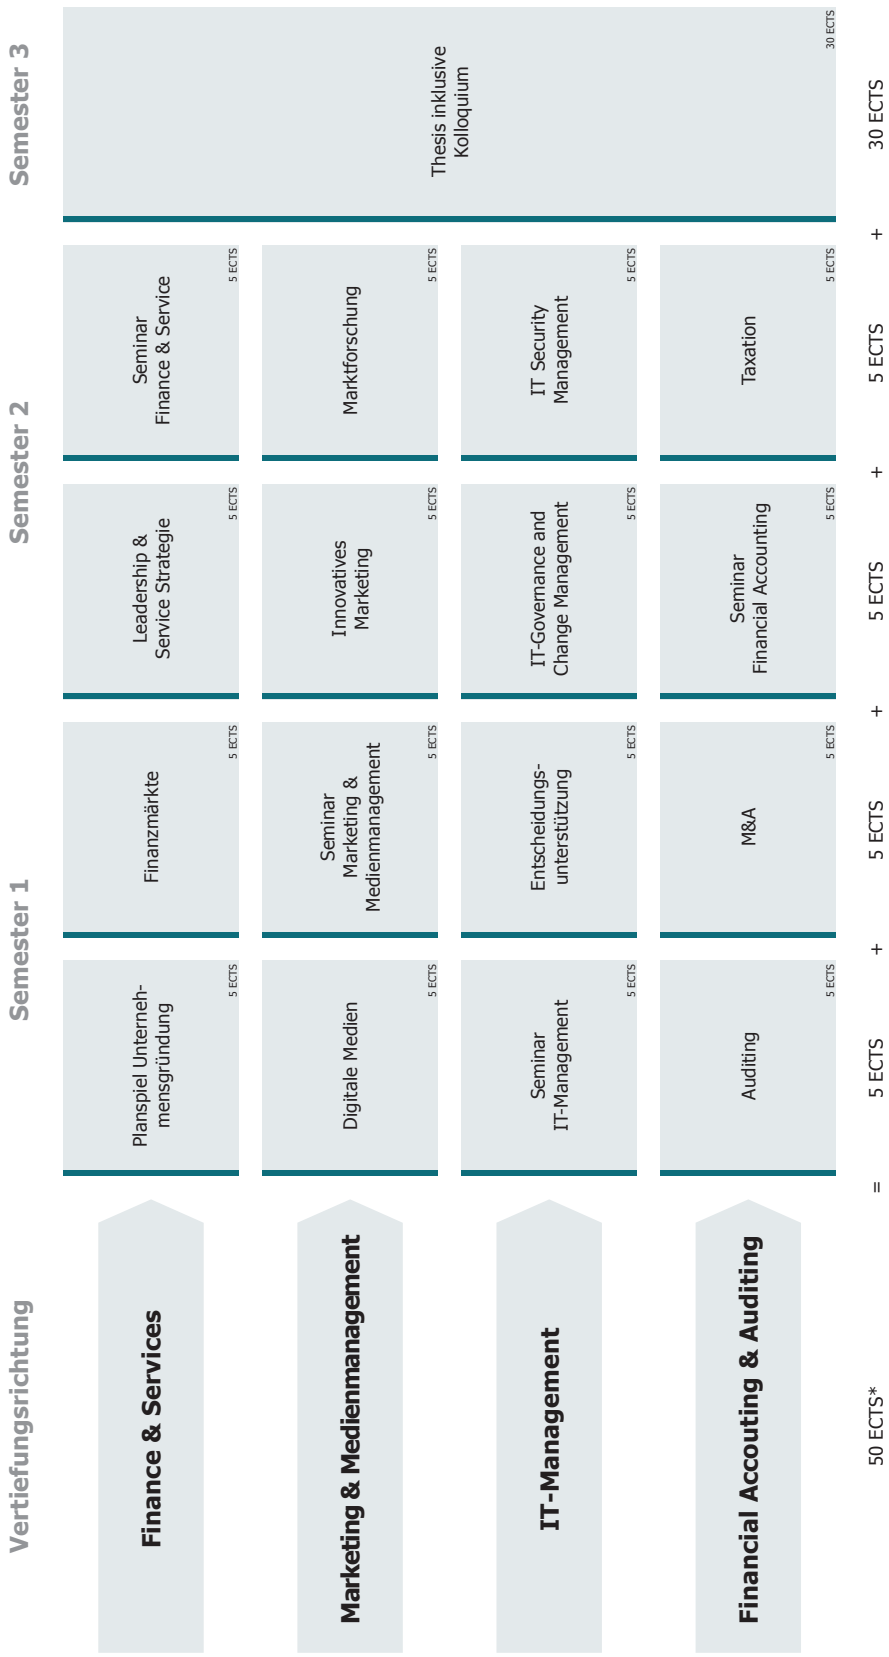 Vertiefungsrichtung
Semester 1
Semester 2
Semester 3
Finance & Services
Planspiel Unterneh-
mensgründung
5 ECTS
Finanzmärkte
5 ECTS
Leadership &
Service Strategie
5 ECTS
Seminar
Finance & Service
5 ECTS
Thesis inklusive
Kolloquium
30 ECTS
Marketing & Medienmanagement
Digitale Medien
5 ECTS
Seminar
Marketing &
Medienmanagement
5 ECTS
Innovatives
Marketing
5 ECTS
Marktforschung
5 ECTS
IT-Management
Seminar
IT-Management
5 ECTS
Entscheidungs-
unterstützung
5 ECTS
IT-Governance and
Change Management
5 ECTS
IT Security
Management
5 ECTS
Financial Accouting & Auditing
Auditing
5 ECTS
M&A
5 ECTS
Seminar
Financial Accounting
5 ECTS
Taxation
5 ECTS
50 ECTS* = 5 ECTS + 5 ECTS + 5 ECTS + 5 ECTS + 30 ECTS